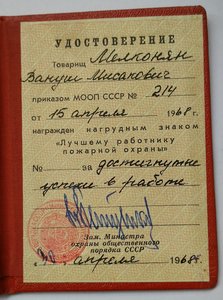 УДОСТОВЕРЕНИЕ
Товарищ Мелконян
Вануш Мисакович
приказом МООП СССР № 214
от 15 апреля 1968 г.
награжден нагрудным знаком
«Лучшему работнику
пожарной охраны»
№ за достигнутые
успехи в работе
Зам. Министра
охраны общественного
порядка СССР
апреля 1968 г.